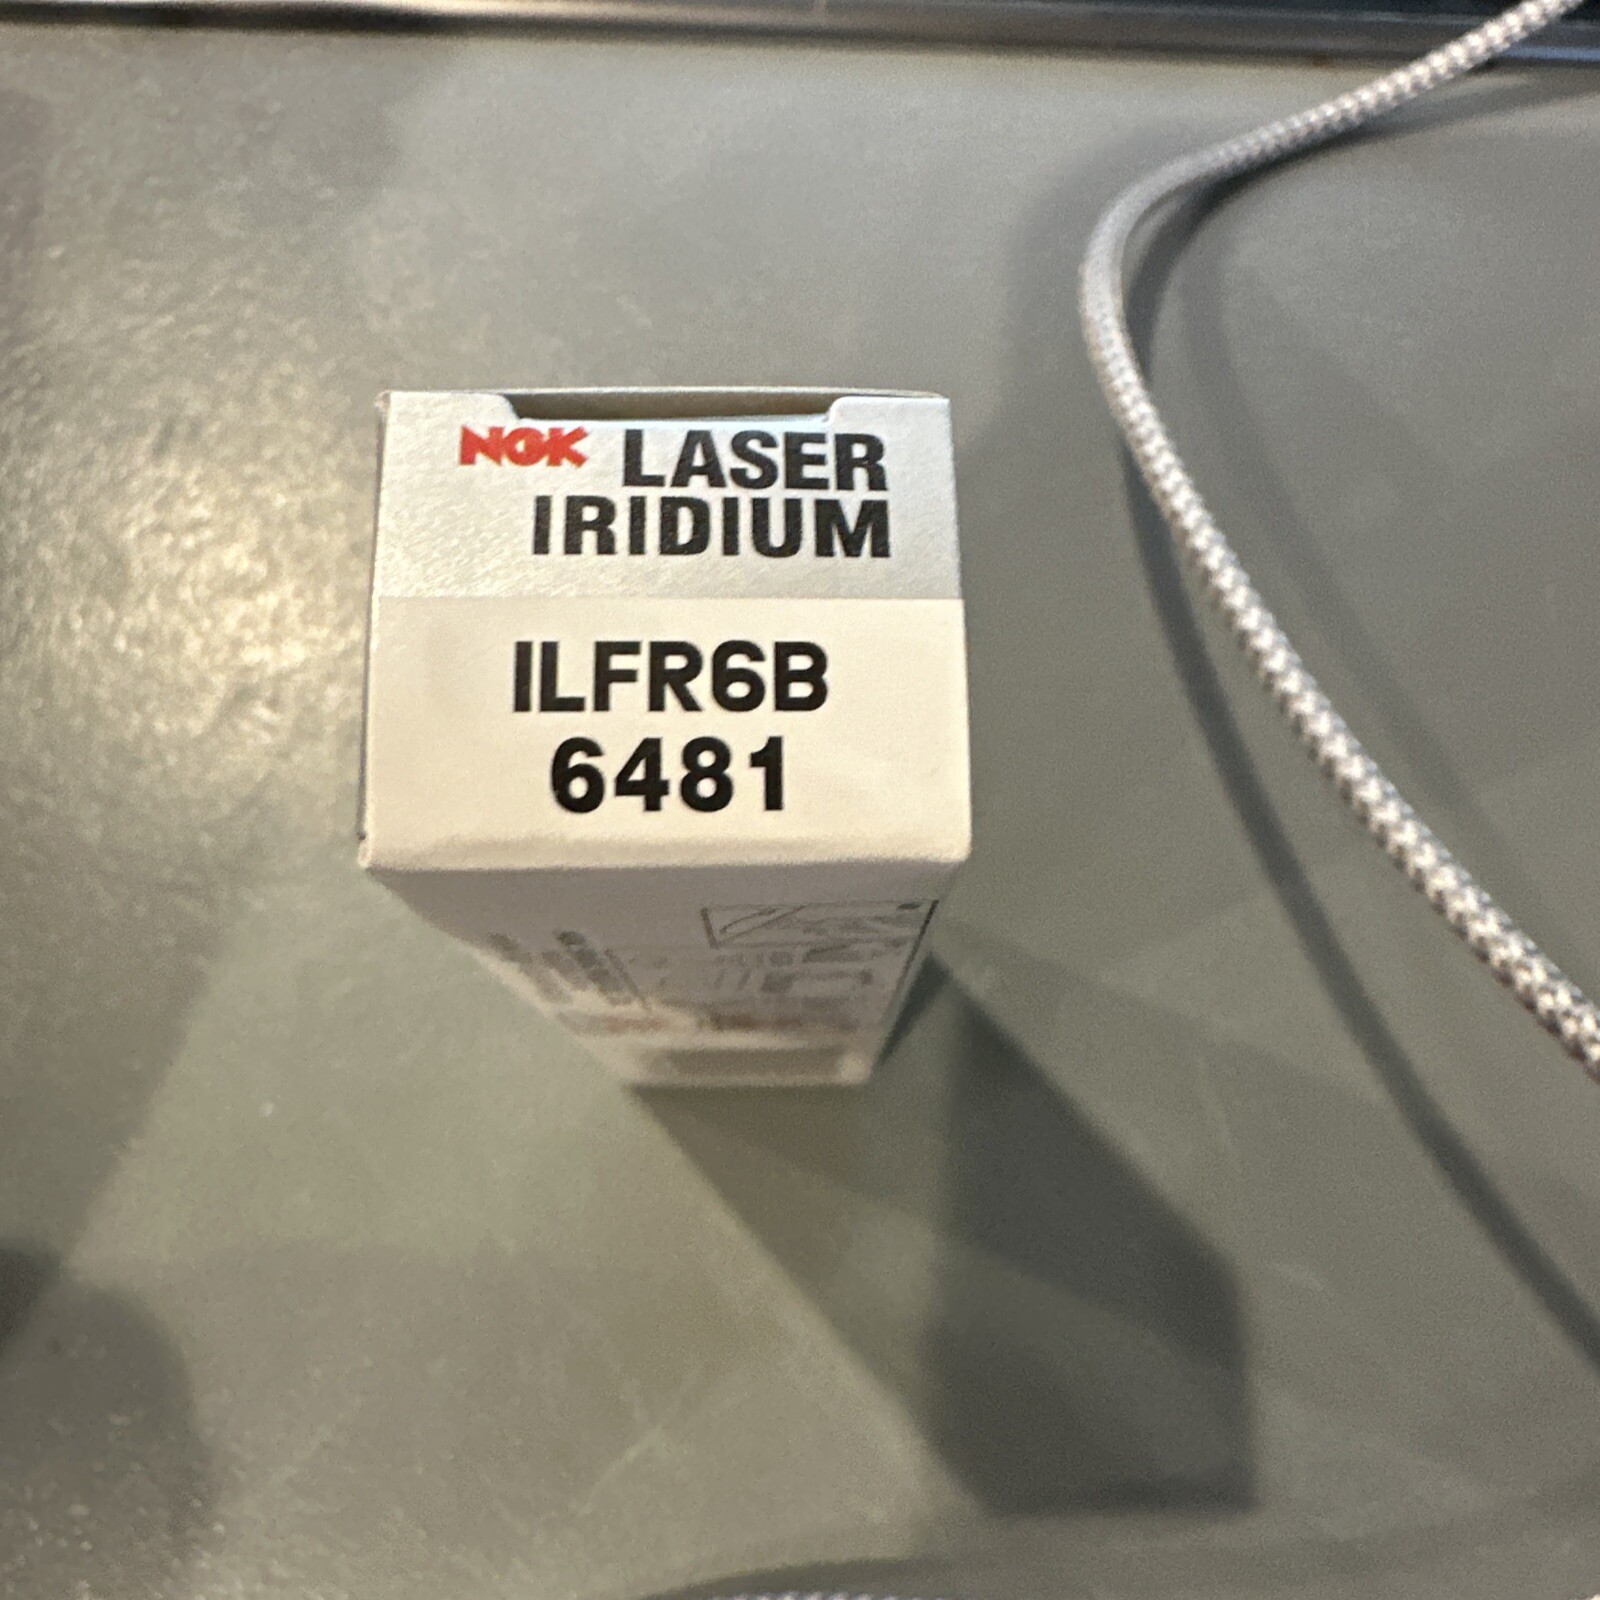 NGK LASER
IRIDIUM
ILFR6B
6481